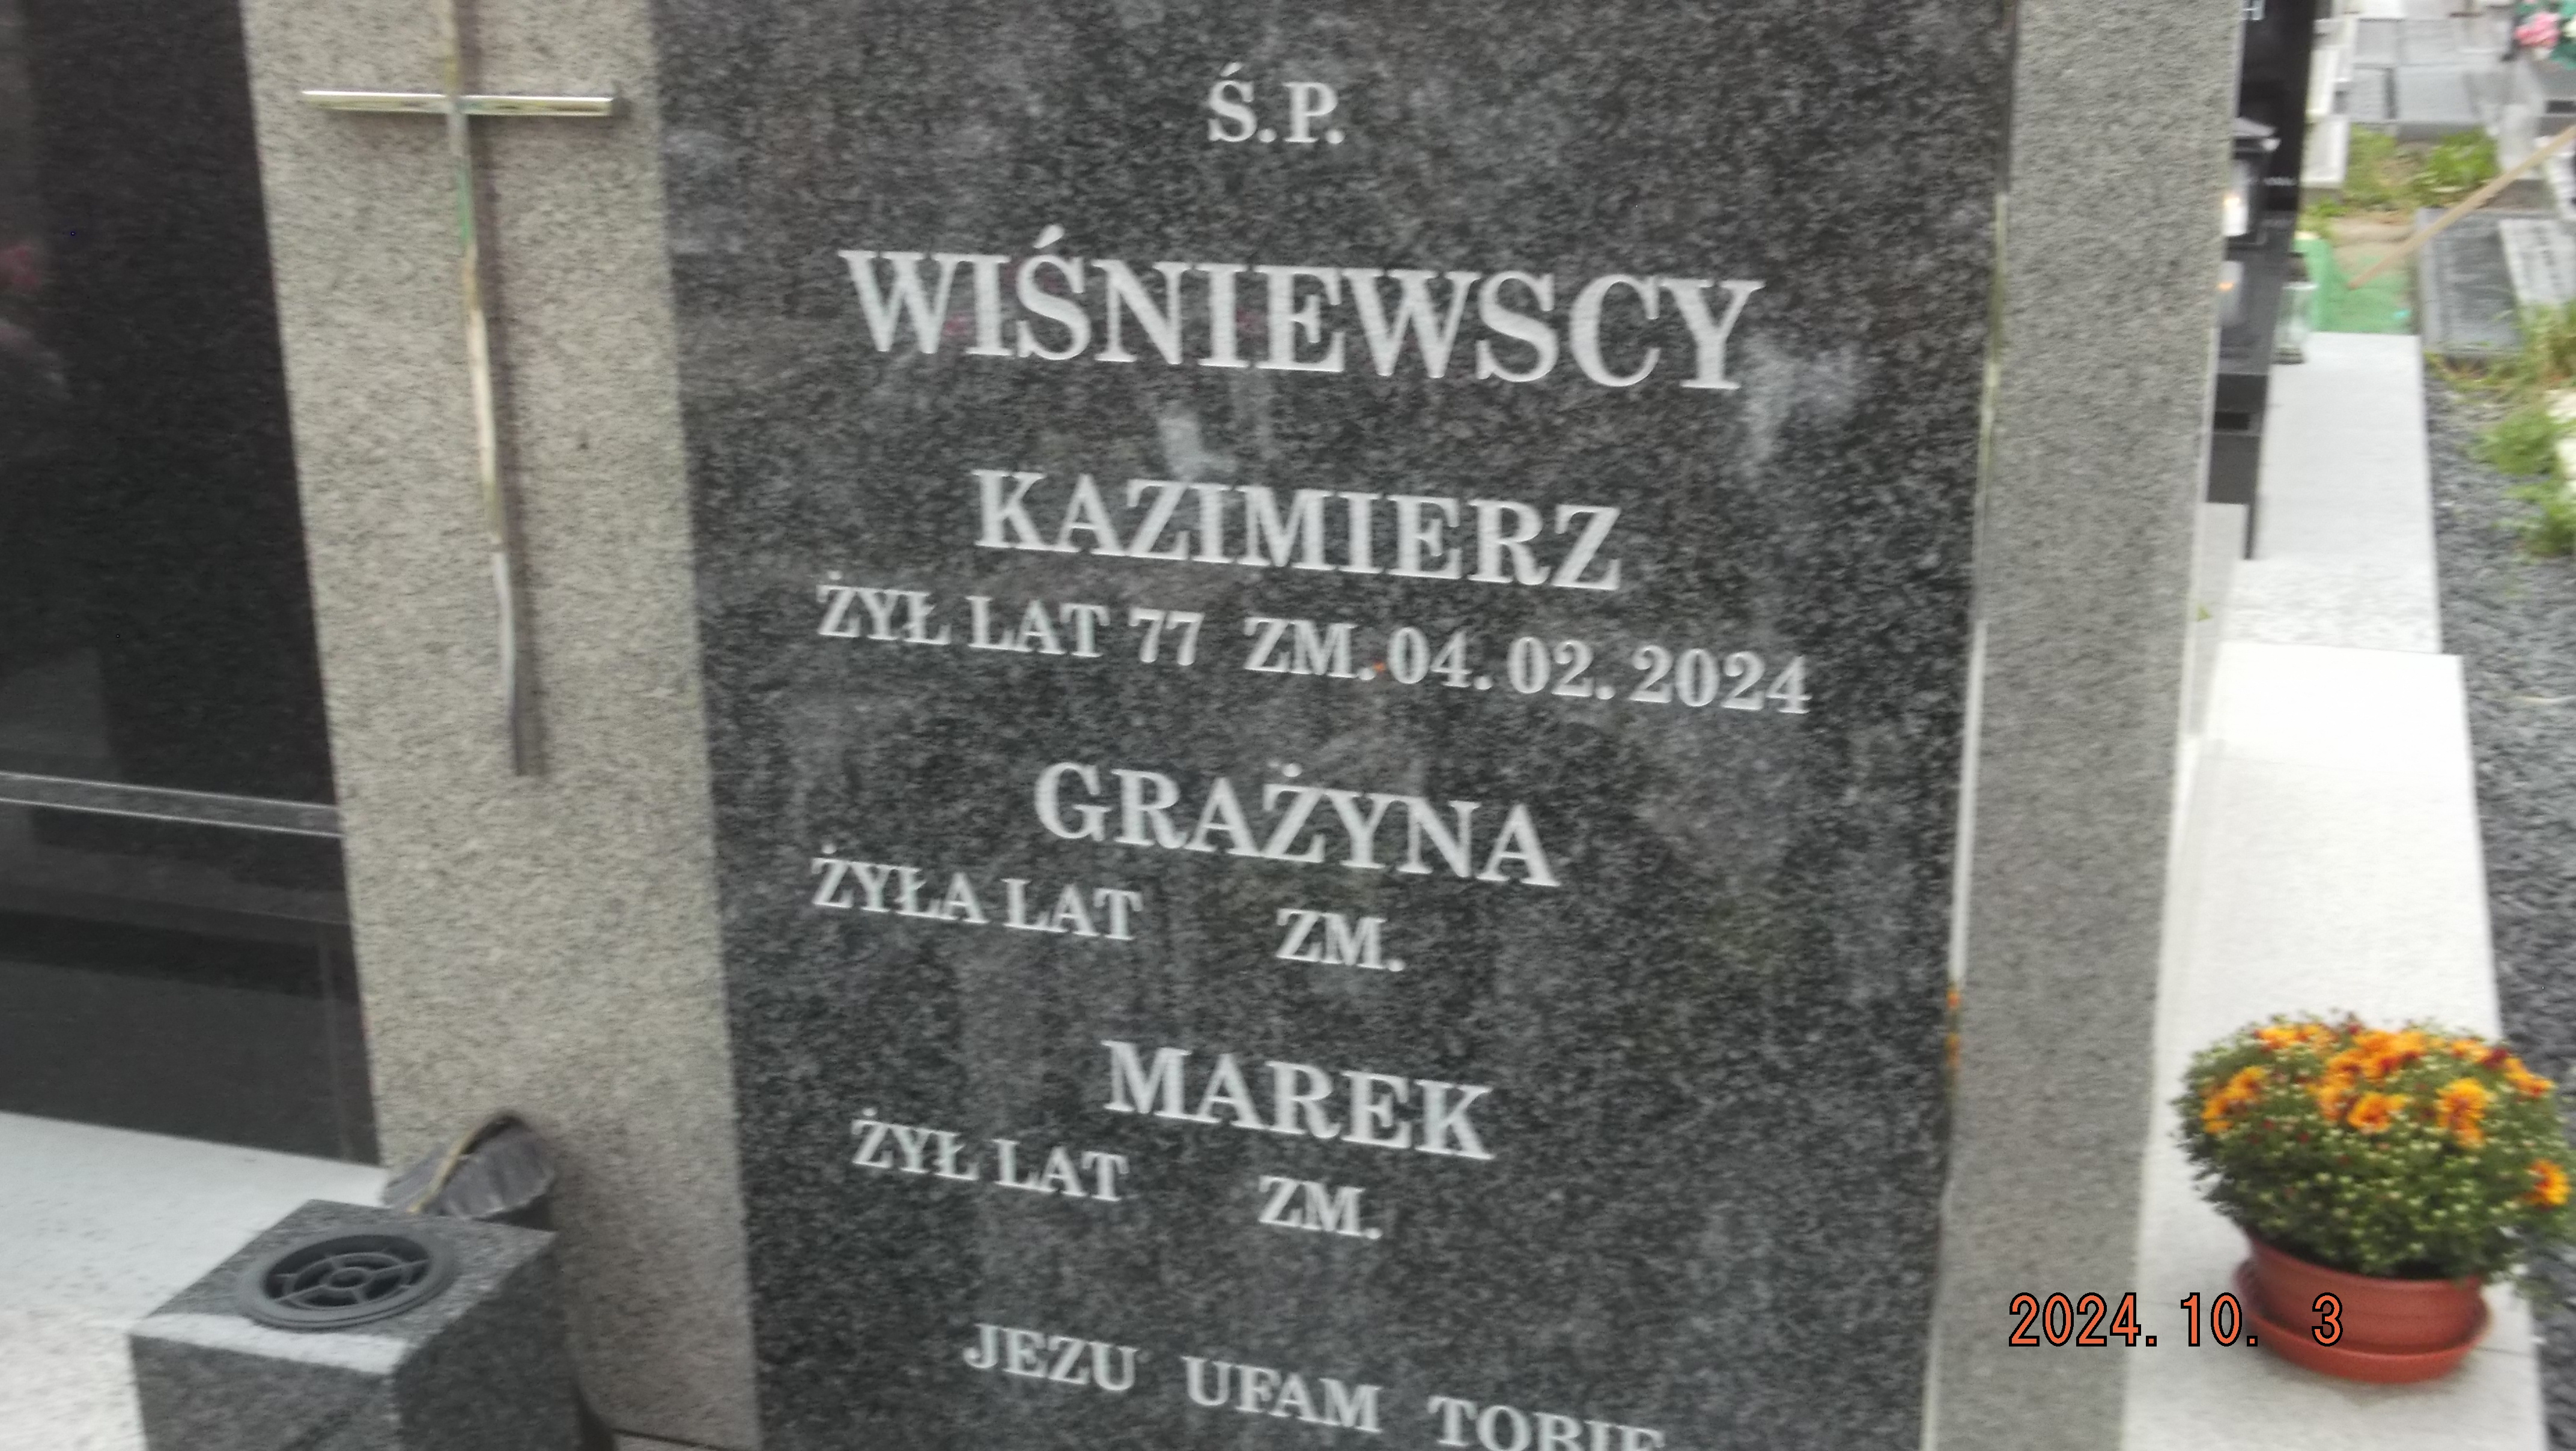 Ś.P.
WIŚNIEWSCY
KAZIMIERZ
ŻYŁ LAT 77 ZM. 04. 02. 2024
GRAŻYNA
ŻYŁA LAT ZM.
MAREK
ŻYŁ LAT ZM.
JEZU UFAM TOBIE
2024. 10. 3